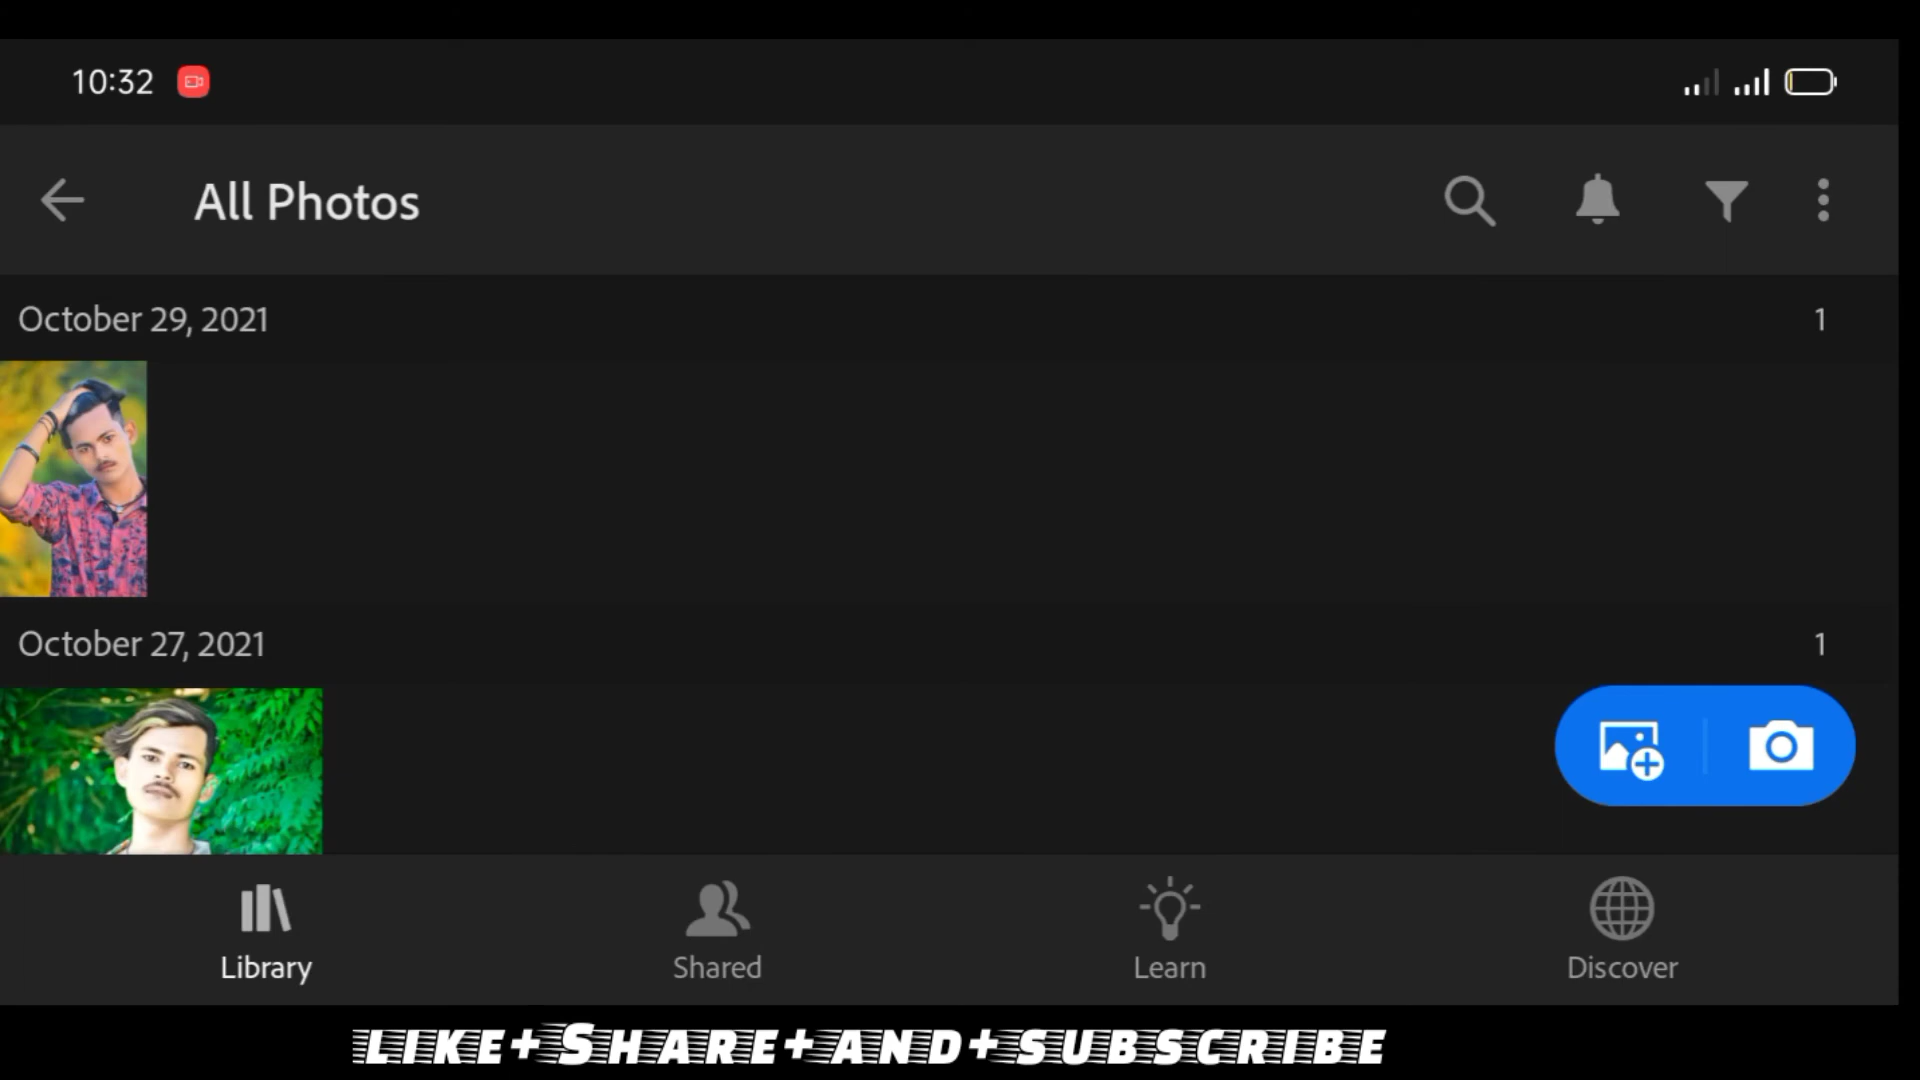 10:32
All Photos
October 29, 2021 1
October 27, 2021 1
Library Shared Learn Discover
LIKE+SHARE+AND+SUBSCRIBE